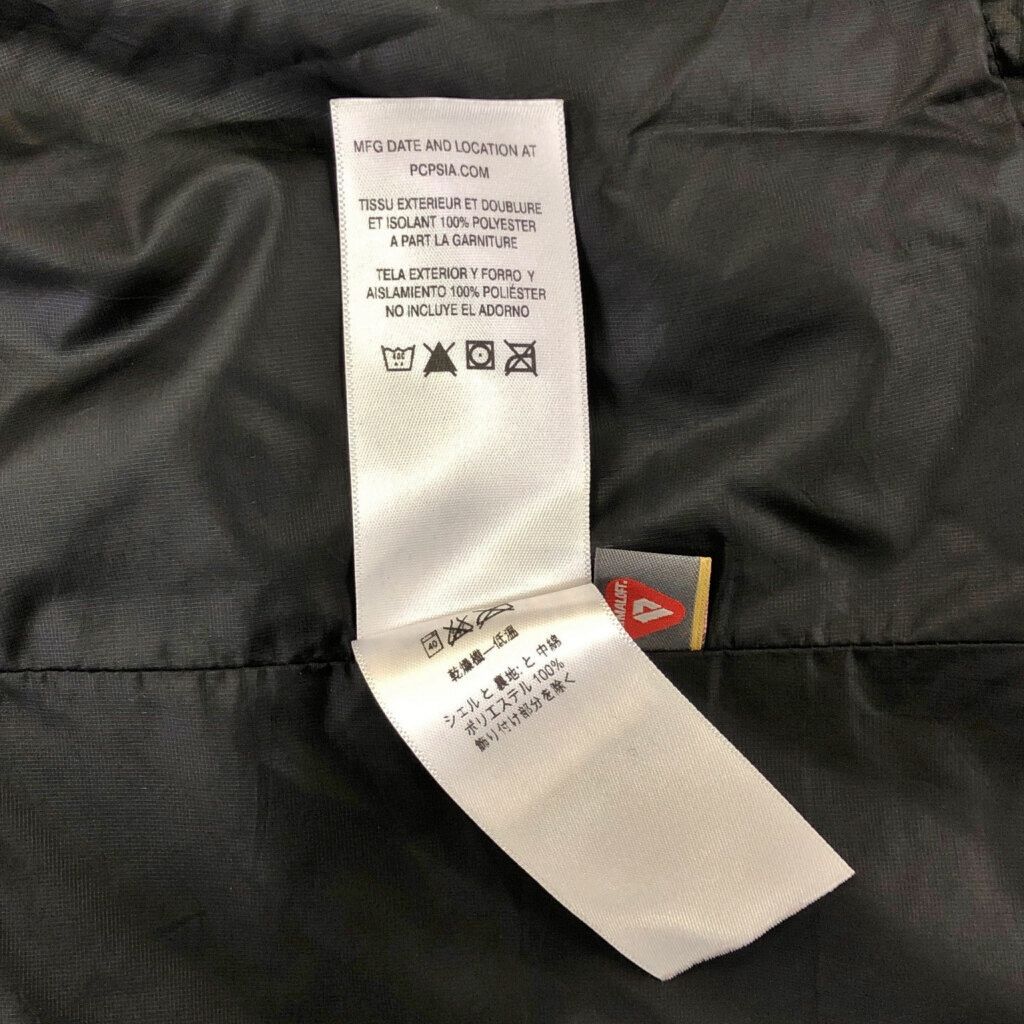 MFG DATE AND LOCATION AT
PCPSIA.COM
TISSU EXTERIEUR ET DOUBLURE
ET ISOLANT 100% POLYESTER
A PART LA GARNITURE
TELA EXTERIOR Y FORRO Y
AISLAMIENTO 100% POLIÉSTER
NO INCLUYE EL ADORNO
40
乾燥機—低温
シェルと 裏地: と 中綿
ポリエステル 100%
飾り付け部分を除く